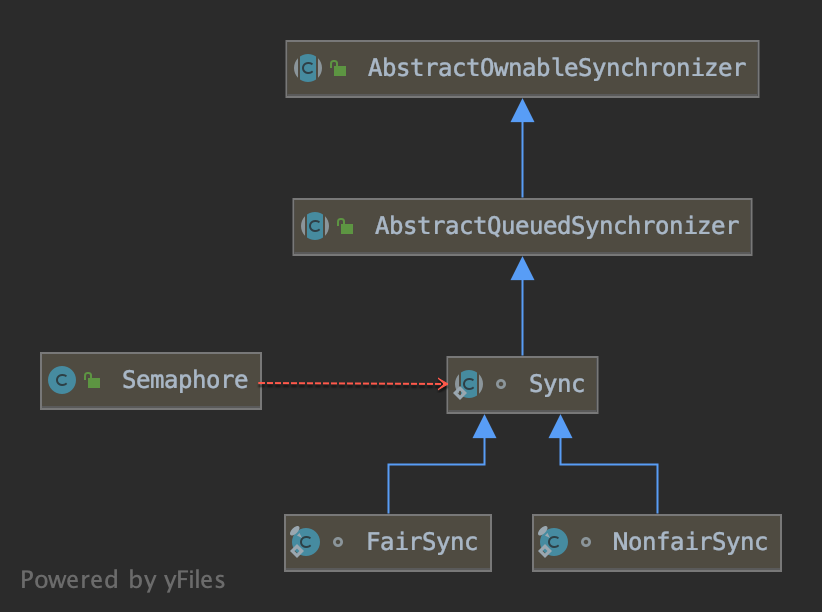 AbstractOwnableSynchronizer
AbstractQueuedSynchronizer
Semaphore
Sync
FairSync
NonfairSync
Powered by yFiles